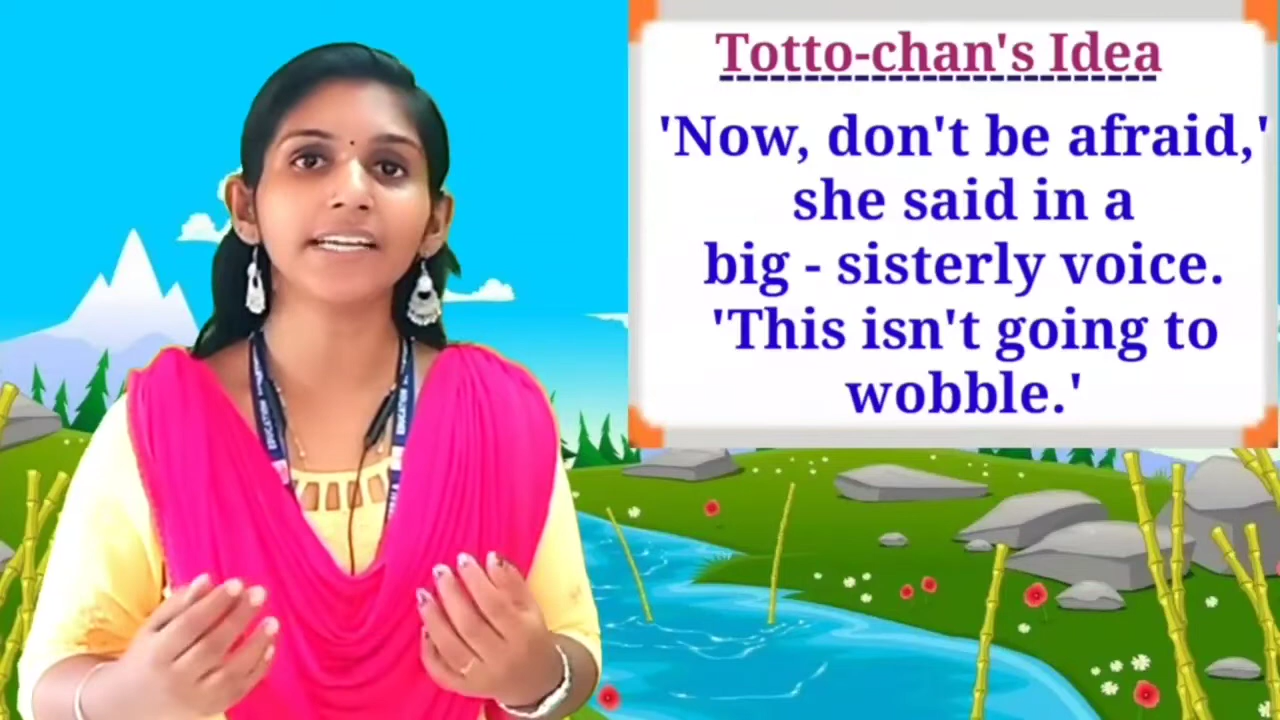 Totto-chan's Idea
'Now, don't be afraid,'
she said in a
big - sisterly voice.
'This isn't going to
wobble.'